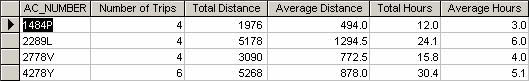 AC_NUMBER Number of Trips Total Distance Average Distance Total Hours Average Hours
1484P 4 1976 494.0 12.0 3.0
2289L 4 5178 1294.5 24.1 6.0
2778V 4 3090 772.5 15.8 4.0
4278Y 6 5268 878.0 30.4 5.1